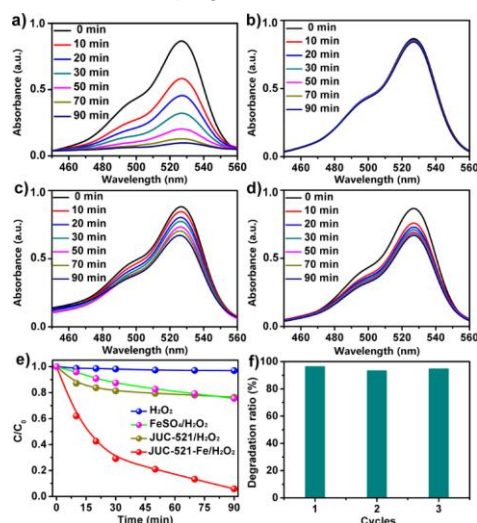 a)
0 min
10 min
20 min
30 min
50 min
70 min
90 min
Absorbance (a.u.)
1.0
0.5
0.0
460 480 500 520 540 560
Wavelength (nm)
b)
0 min
10 min
20 min
30 min
50 min
70 min
90 min
Absorbance (a.u.)
1.0
0.5
0.0
460 480 500 520 540 560
Wavelength (nm)
c)
0 min
10 min
20 min
30 min
50 min
70 min
90 min
Absorbance (a.u.)
1.0
0.5
0.0
460 480 500 520 540 560
Wavelength (nm)
d)
0 min
10 min
20 min
30 min
50 min
70 min
90 min
Absorbance (a.u.)
1.0
0.5
0.0
460 480 500 520 540 560
Wavelength (nm)
e)
C/C₀
1.0
0.8
0.6
0.4
0.2
0.0
H₂O₂
FeSO₄/H₂O₂
JUC-521/H₂O₂
JUC-521-Fe/H₂O₂
0 15 30 45 60 75 90
Time (min)
f)
Degradation ratio (%)
100
80
60
40
20
0
1 2 3
Cycles